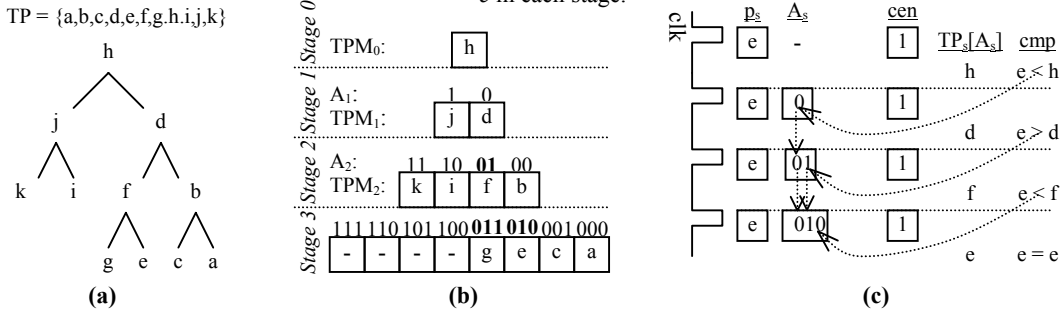 5 in each stage.
TP = {a,b,c,d,e,f,g.h.i,j,k}
h
j d
k i f b
g e c a
(a)
Stage 0
TPM0: h
Stage 1
A1: 1 0
TPM1: j d
Stage 2
A2: 11 10 01 00
TPM2: k i f b
Stage 3
111 110 101 100 011 010 001 000
- - - - g e c a
(b)
clk
ps As cen
e - 1
TPs[As] cmp
h e < h
e 0 1
d e > d
e 01 1
f e < f
e 010 1
e e = e
(c)